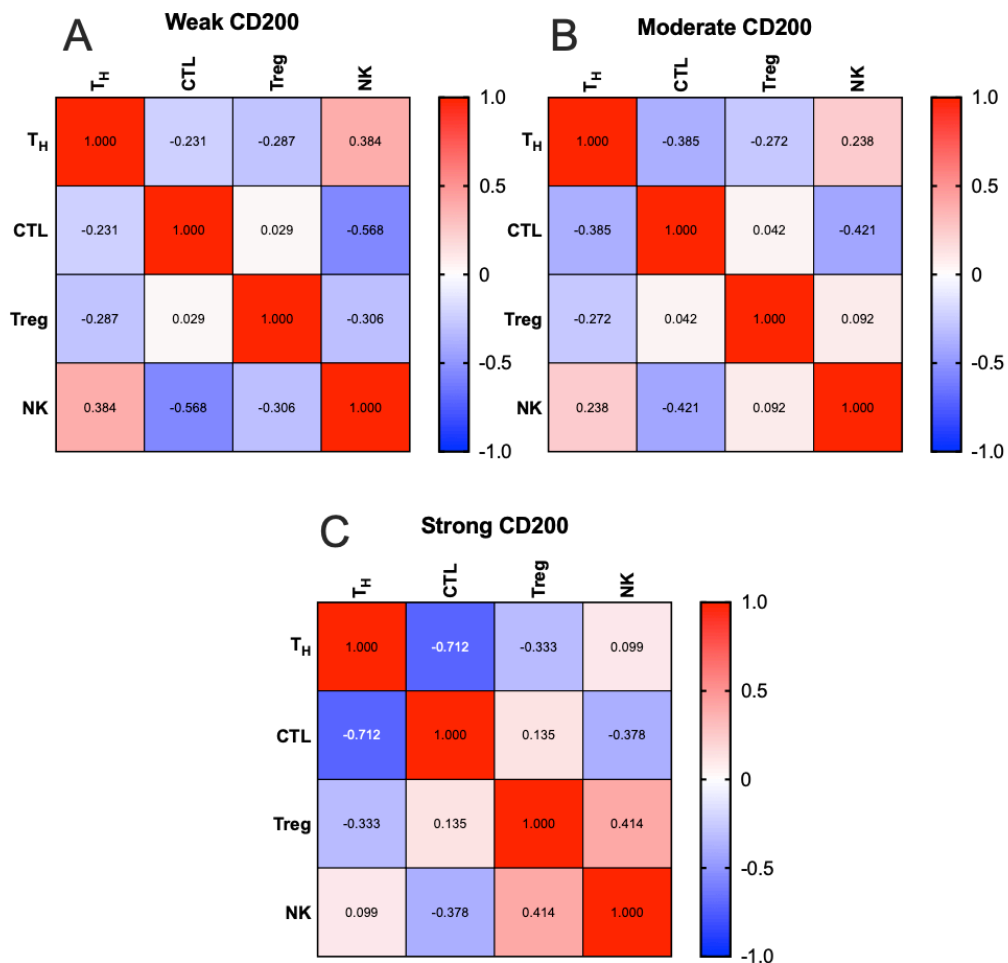 A
Weak CD200
T_H CTL Treg NK
T_H 1.000 -0.231 -0.287 0.384
CTL -0.231 1.000 0.029 -0.568
Treg -0.287 0.029 1.000 -0.306
NK 0.384 -0.568 -0.306 1.000
1.0
0.5
0
-0.5
-1.0
B
Moderate CD200
T_H CTL Treg NK
T_H 1.000 -0.385 -0.272 0.238
CTL -0.385 1.000 0.042 -0.421
Treg -0.272 0.042 1.000 0.092
NK 0.238 -0.421 0.092 1.000
1.0
0.5
0
-0.5
-1.0
C
Strong CD200
T_H CTL Treg NK
T_H 1.000 -0.712 -0.333 0.099
CTL -0.712 1.000 0.135 -0.378
Treg -0.333 0.135 1.000 0.414
NK 0.099 -0.378 0.414 1.000
1.0
0.5
0
-0.5
-1.0